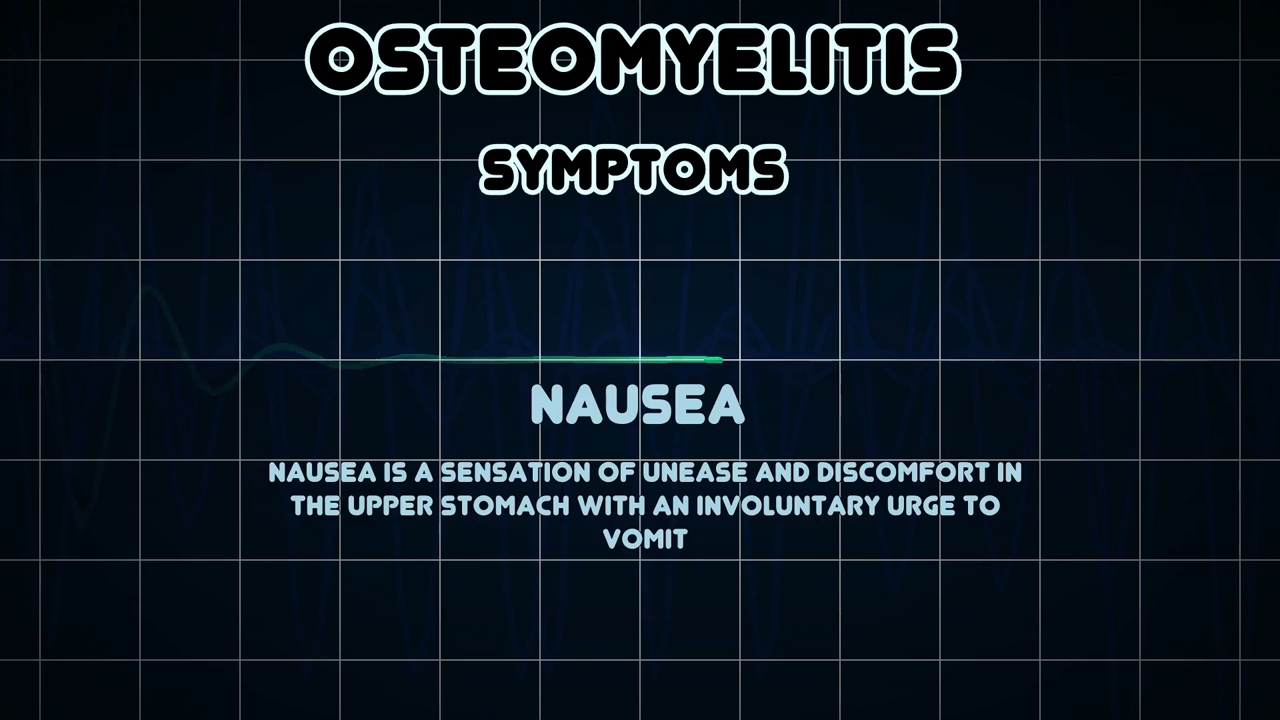 OSTEOMYELITIS
SYMPTOMS
NAUSEA
NAUSEA IS A SENSATION OF UNEASE AND DISCOMFORT IN
THE UPPER STOMACH WITH AN INVOLUNTARY URGE TO
VOMIT